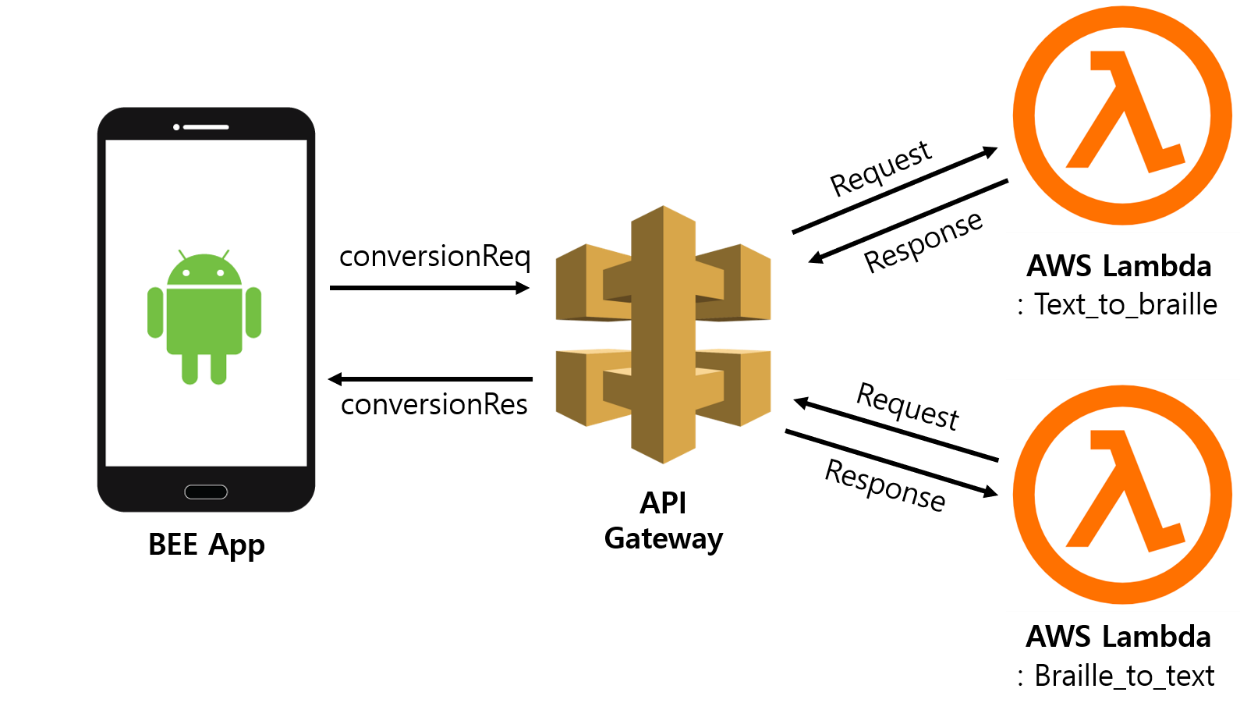 Request
Response
AWS Lambda
: Text_to_braille
conversionReq
conversionRes
Request
Response
API
Gateway
BEE App
AWS Lambda
: Braille_to_text